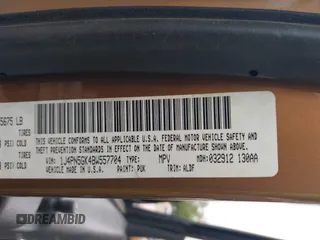 5675 LB
TIRES
PSI/ COLD
TIRES
PSI/ COLD
THIS VEHICLE CONFORMS TO ALL APPLICABLE U.S.A. FEDERAL MOTOR VEHICLE SAFETY AND
THEFT PREVENTION STANDARDS IN EFFECT ON THE DATE OF MANUFACTURE SHOWN ABOVE.
VIN: 1J4PN5GK4BW557704 TYPE: MPV MDH: 032912 130AA
VEHICLE MADE IN U.S.A. PAINT: PUK TRIM: ALDF
DREAMBID